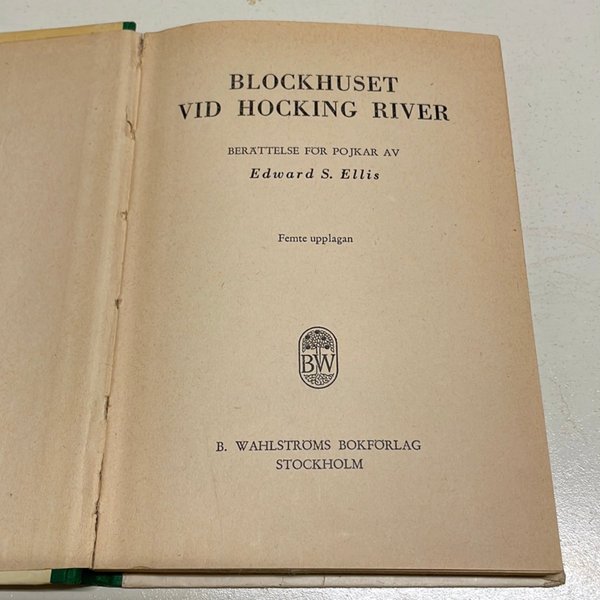 BLOCKHUSET
VID HOCKING RIVER
BERÄTTELSE FÖR POJKAR AV
Edward S. Ellis
Femte upplagan
BW
B. WAHLSTRÖMS BOKFÖRLAG
STOCKHOLM